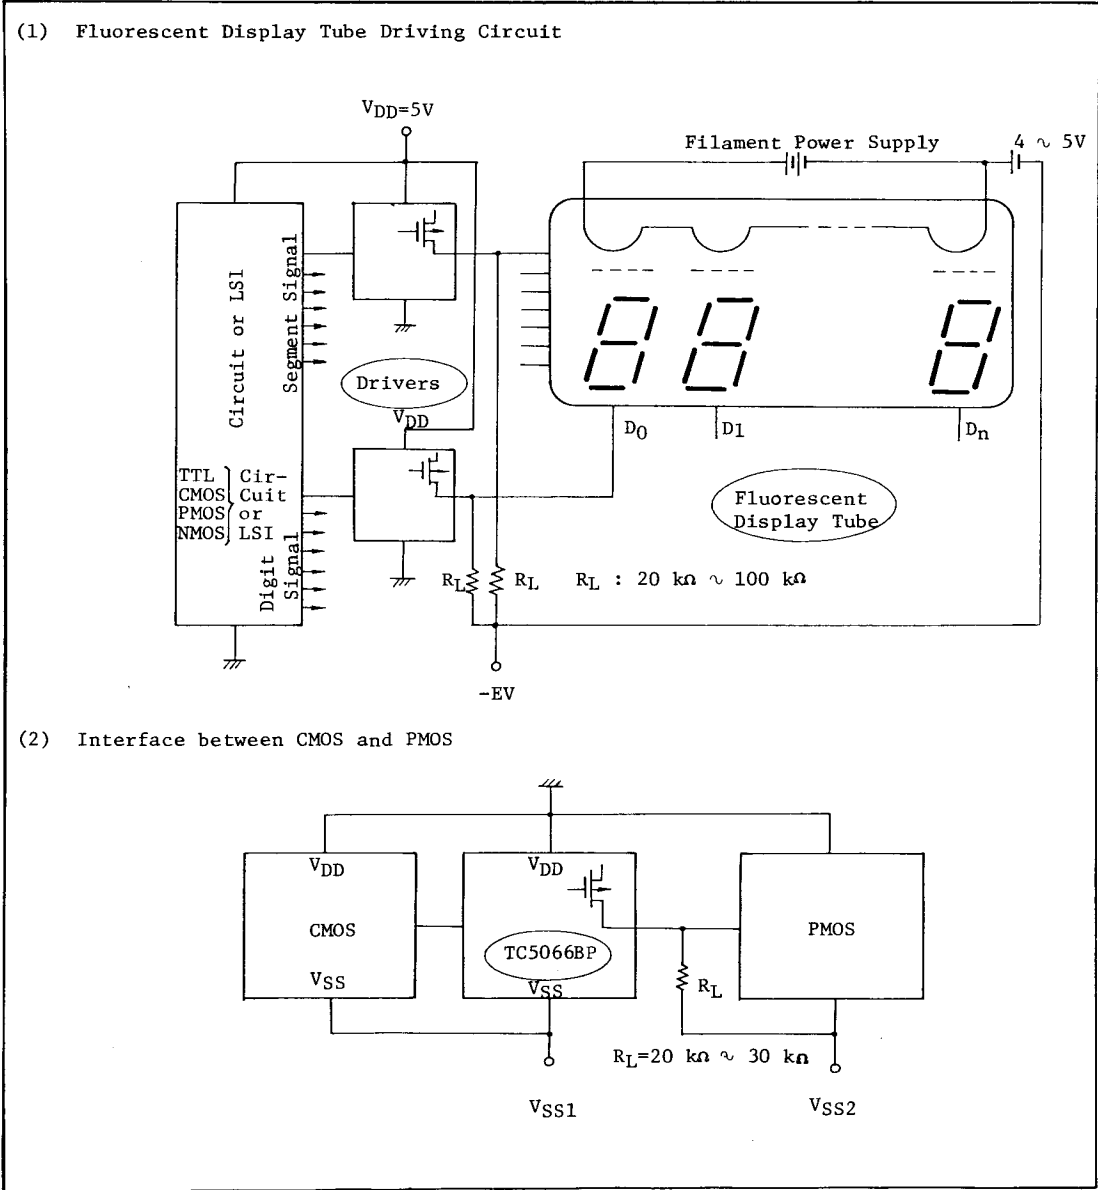 (1) Fluorescent Display Tube Driving Circuit
VDD=5V
Filament Power Supply
4 ~ 5V
Circuit or LSI
Segment Signal
Drivers
VDD
D0
D1
Dn
TTL
CMOS
PMOS
NMOS
Cir-
Cuit
or
LSI
Digit
Signal
Fluorescent
Display Tube
RL
RL
RL : 20 kΩ ~ 100 kΩ
-EV
(2) Interface between CMOS and PMOS
VDD
VDD
CMOS
PMOS
TC5066BP
VSS
VSS
RL
RL=20 kΩ ~ 30 kΩ
VSS1
VSS2